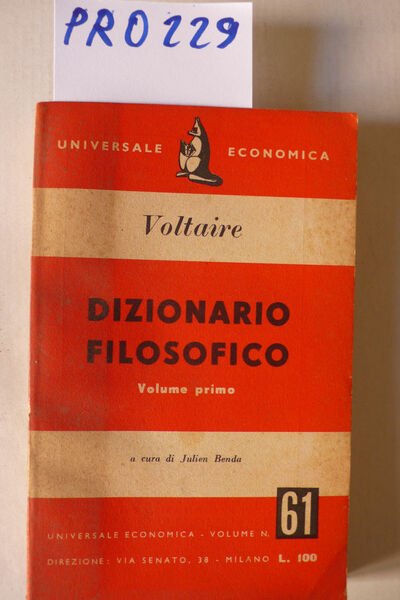 PRO229
UNIVERSALE ECONOMICA
Voltaire
DIZIONARIO
FILOSOFICO
Volume primo
a cura di Julien Benda
UNIVERSALE ECONOMICA - VOLUME N. 61
DIREZIONE: VIA SENATO, 38 - MILANO L. 100